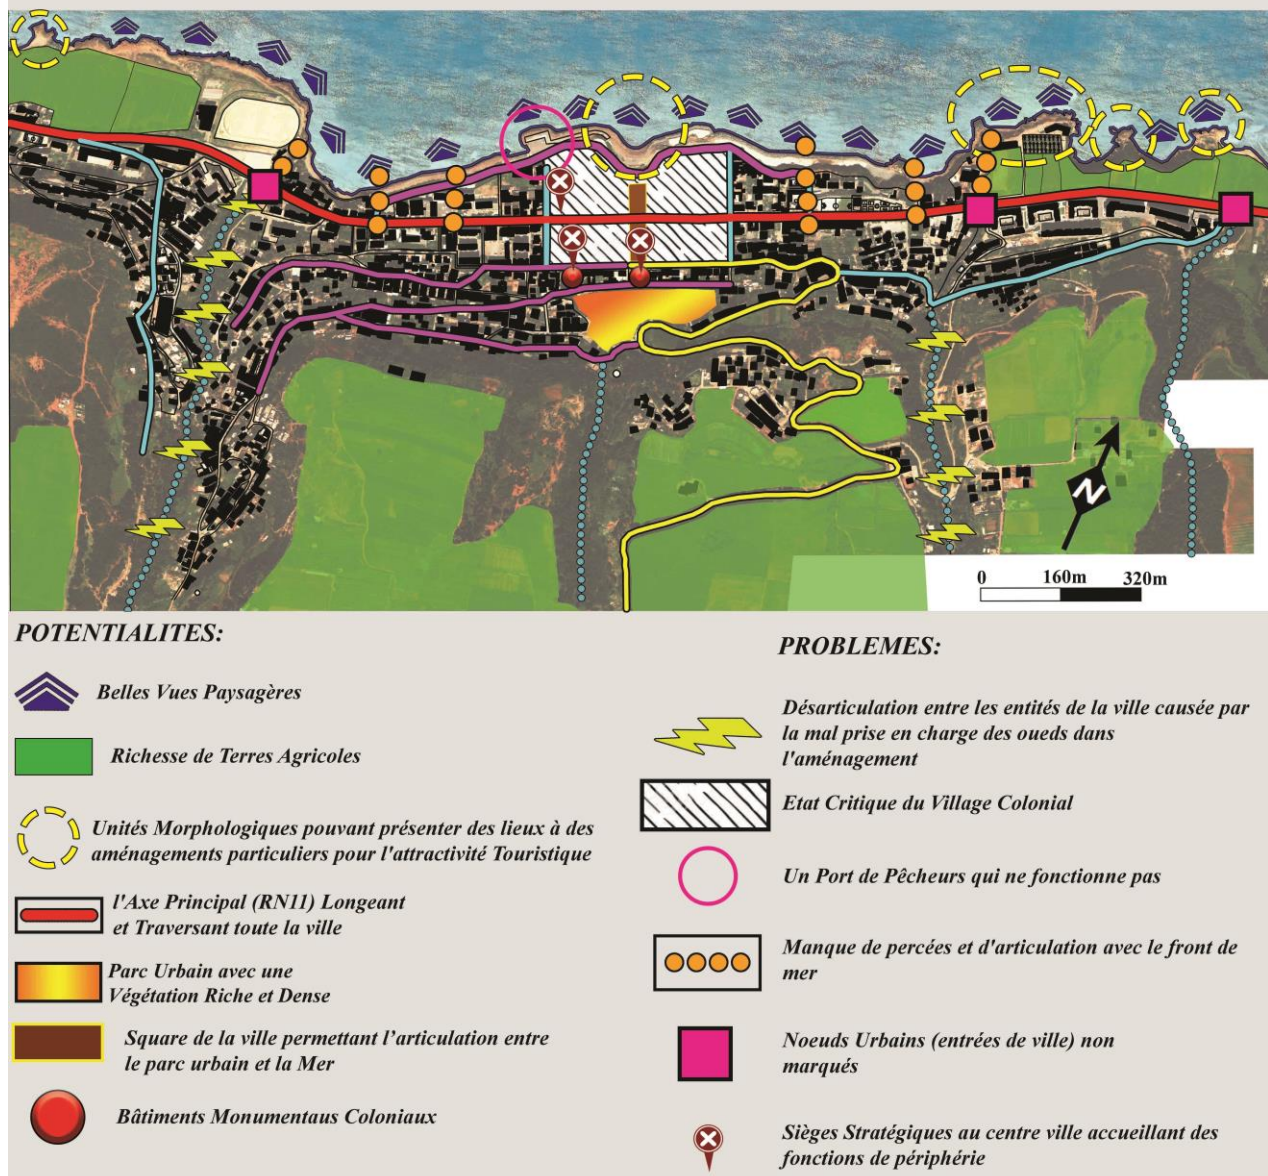 N
0 160m 320m
POTENTIALITES:
Belles Vues Paysagères
Richesse de Terres Agricoles
Unités Morphologiques pouvant présenter des lieux à des
aménagements particuliers pour l'attractivité Touristique
l'Axe Principal (RN11) Longeant
et Traversant toute la ville
Parc Urbain avec une
Végétation Riche et Dense
Square de la ville permettant l’articulation entre
le parc urbain et la Mer
Bâtiments Monumentaus Coloniaux
PROBLEMES:
Désarticulation entre les entités de la ville causée par
la mal prise en charge des oueds dans
l'aménagement
Etat Critique du Village Colonial
Un Port de Pêcheurs qui ne fonctionne pas
Manque de percées et d'articulation avec le front de
mer
Noeuds Urbains (entrées de ville) non
marqués
Sièges Stratégiques au centre ville accueillant des
fonctions de périphérie